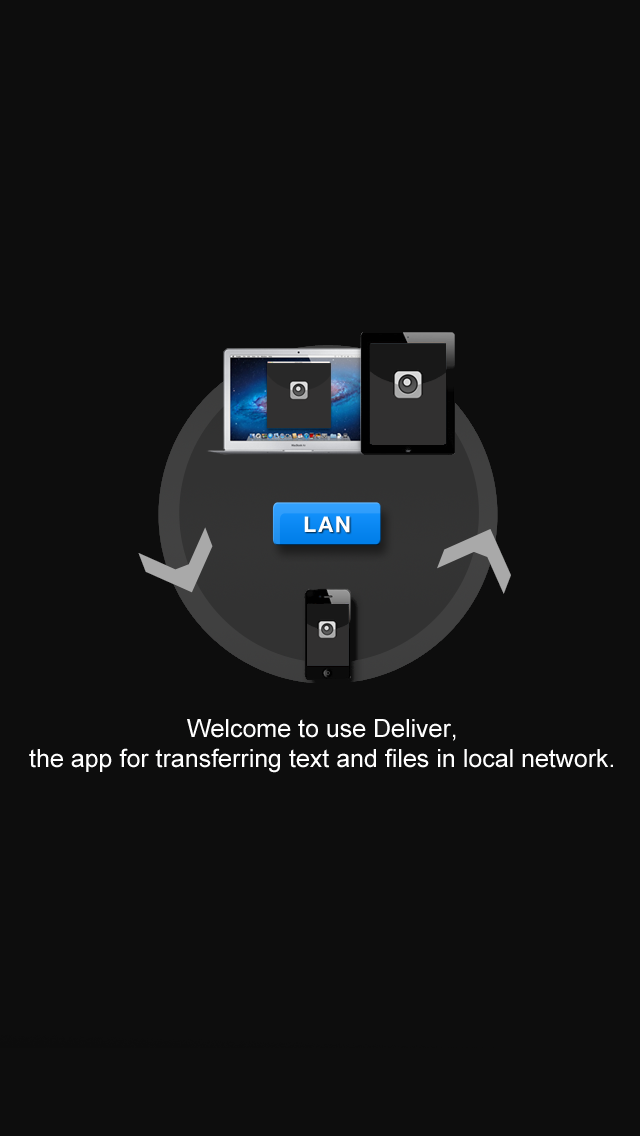 LAN
Welcome to use Deliver,
the app for transferring text and files in local network.